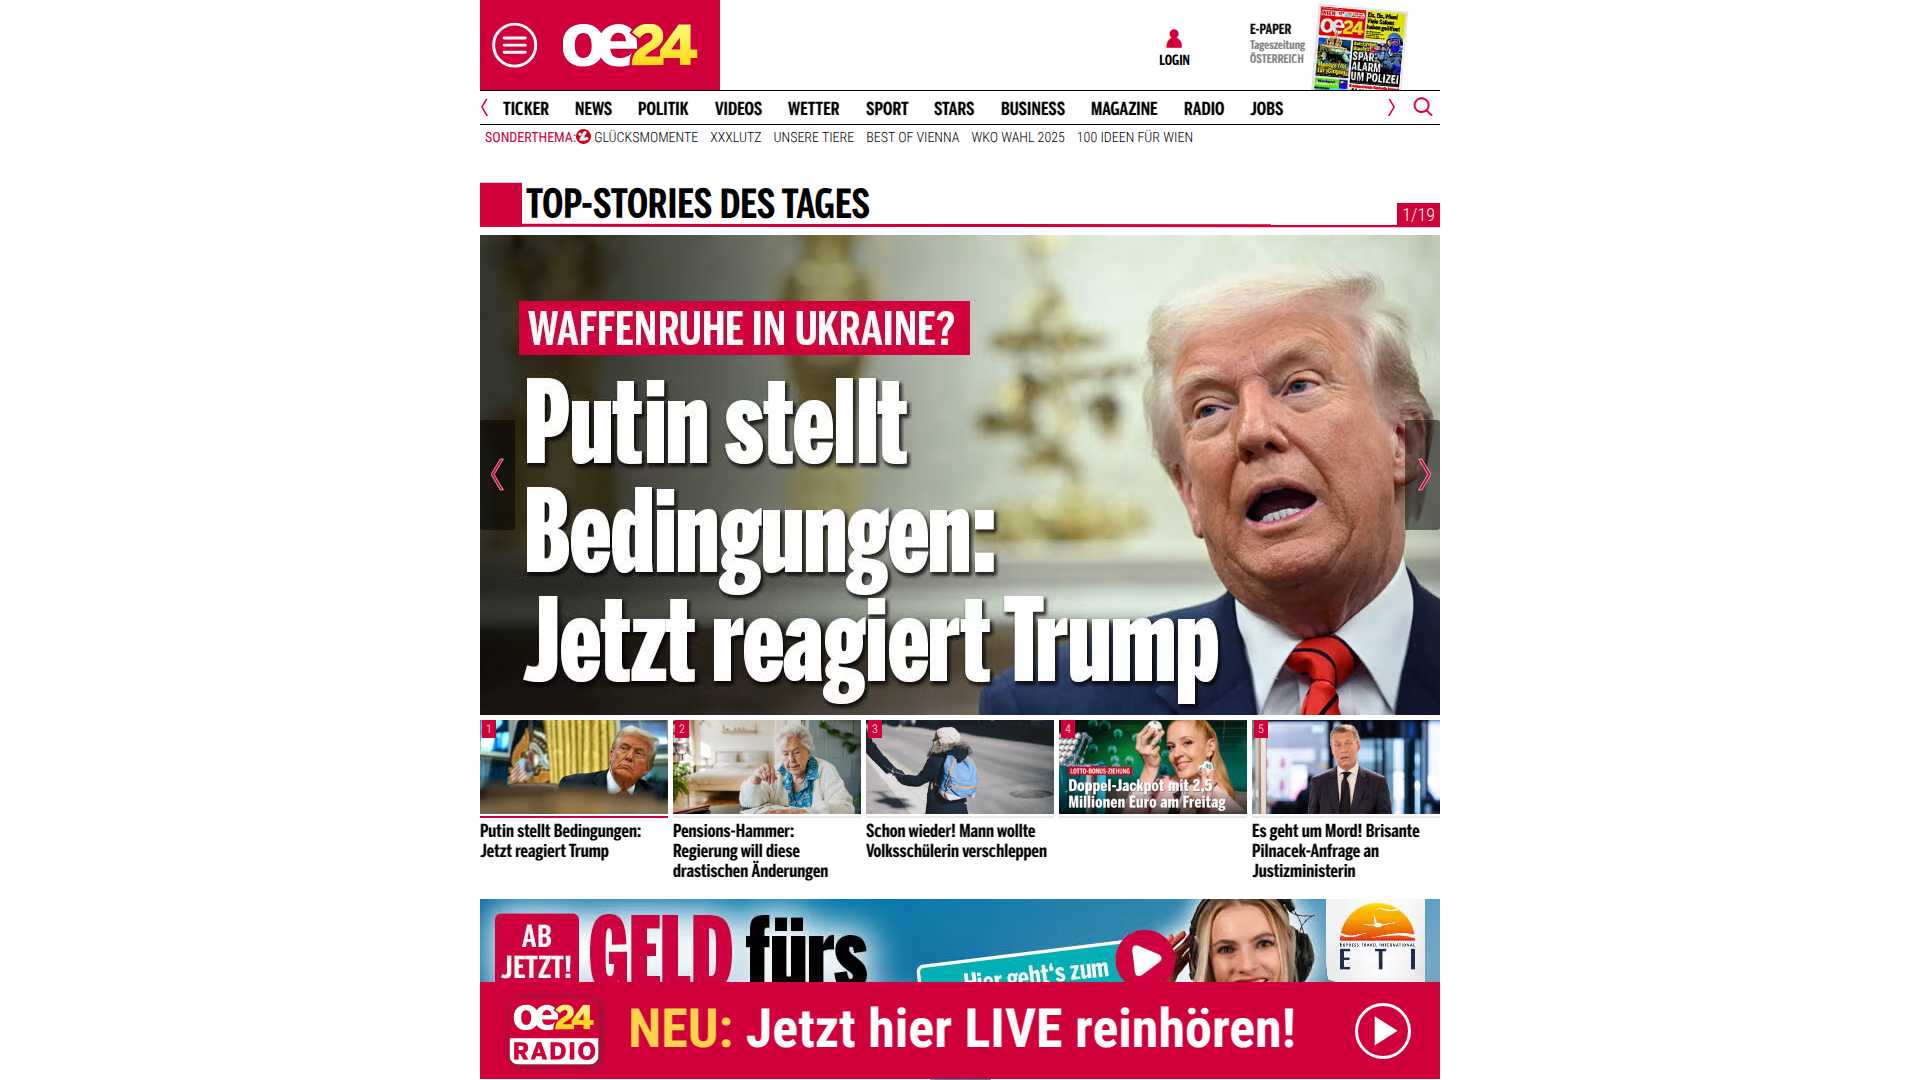 oe24
LOGIN
E-PAPER
Tageszeitung
ÖSTERREICH
oe24
SPAR-
ALARM
UM POLIZEI
TICKER NEWS POLITIK VIDEOS WETTER SPORT STARS BUSINESS MAGAZINE RADIO JOBS
SONDERTHEMA: GLÜCKSMOMENTE XXXLUTZ UNSERE TIERE BEST OF VIENNA WKO WAHL 2025 100 IDEEN FÜR WIEN
TOP-STORIES DES TAGES
1/19
WAFFENRUHE IN UKRAINE?
Putin stellt
Bedingungen:
Jetzt reagiert Trump
1
2
3
4
5
LOTTO-BONUS-ZIEHUNG
Doppel-Jackpot mit 2,5
Millionen Euro am Freitag
Putin stellt Bedingungen:
Jetzt reagiert Trump
Pensions-Hammer:
Regierung will diese
drastischen Änderungen
Schon wieder! Mann wollte
Volksschülerin verschleppen
Es geht um Mord! Brisante
Pilnacek-Anfrage an
Justizministerin
AB
JETZT!
GELD fürs
Hier geht's zum
EXPRESS TRAVEL INTERNATIONAL
ETI
oe24
RADIO
NEU: Jetzt hier LIVE reinhören!